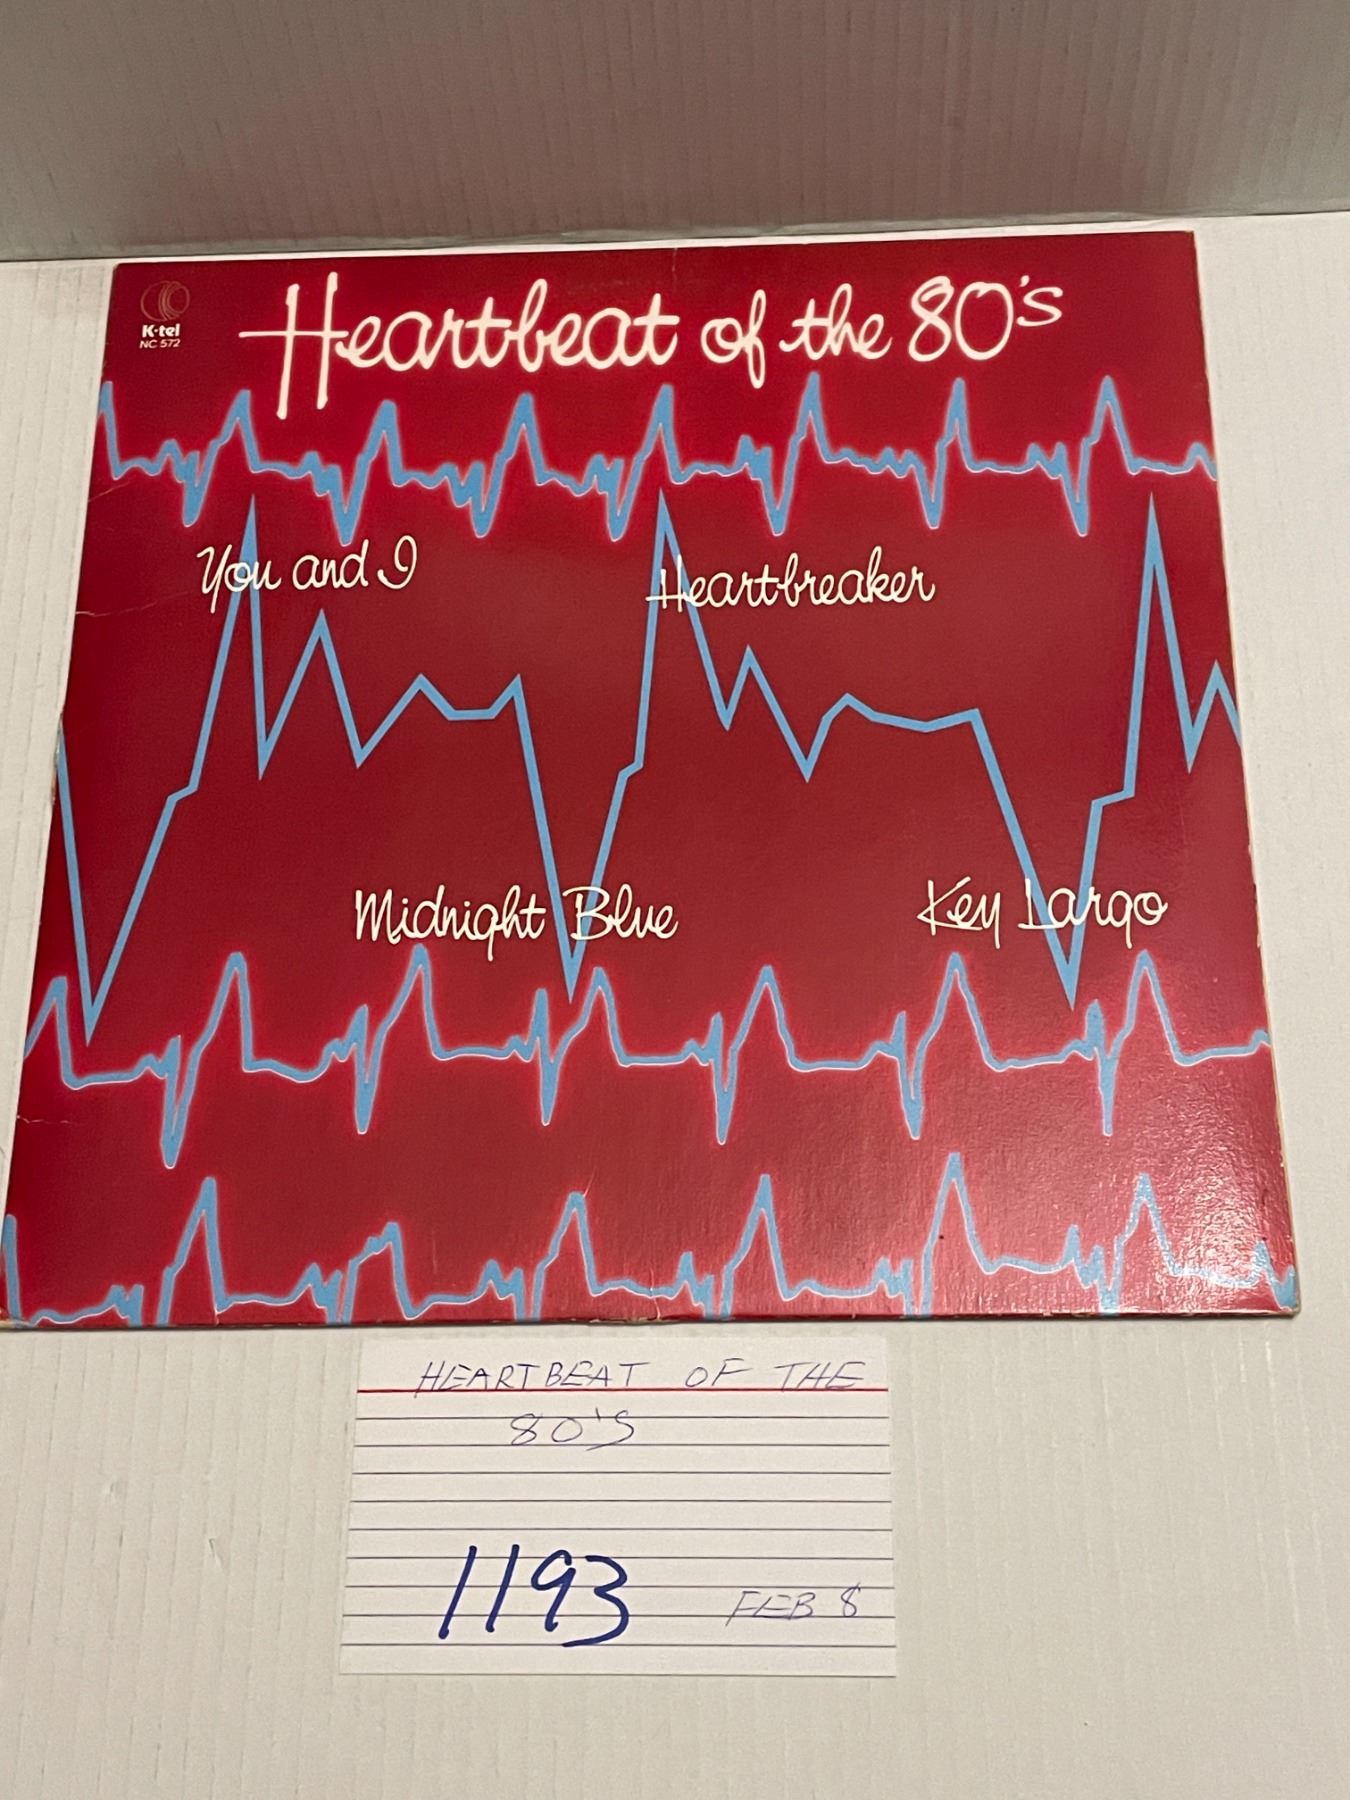 K-tel
NC 572
Heartbeat of the 80's
You and I
Heartbreaker
Midnight Blue
Key Largo
HEARTBEAT OF THE
80'S
1193
FEB 8